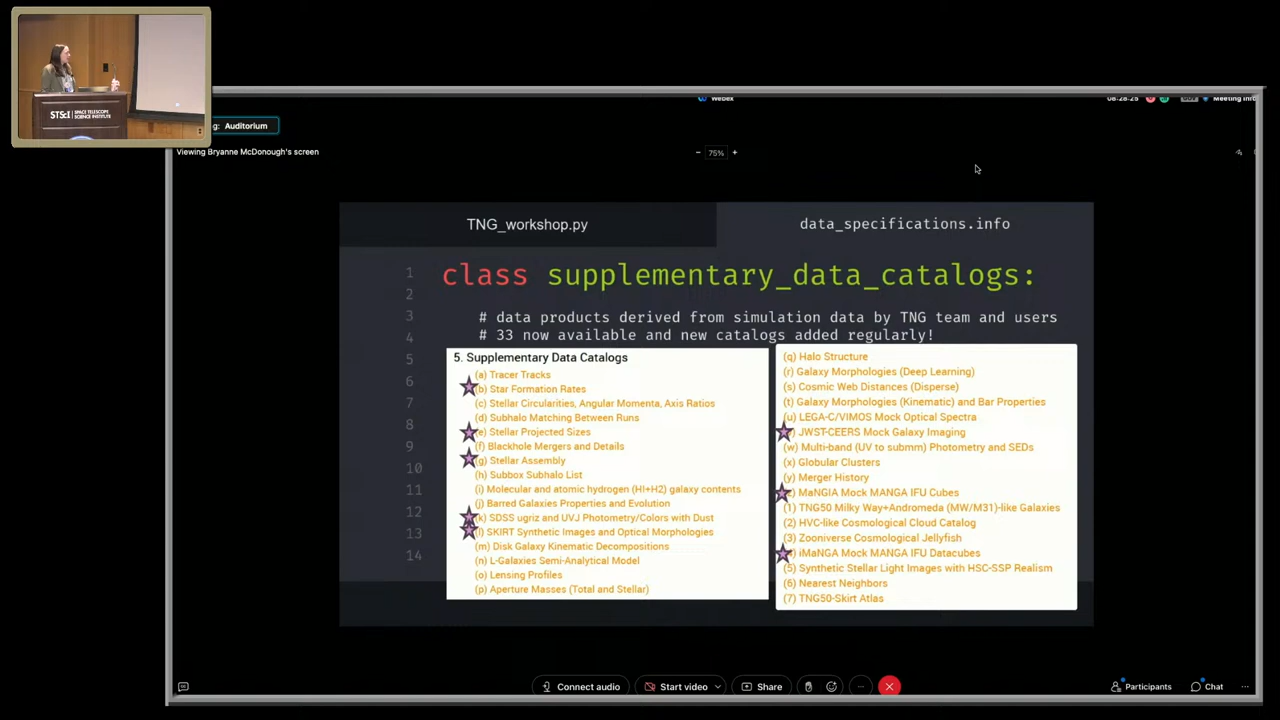 STScI SPACE TELESCOPE SCIENCE INSTITUTE
Webex
Auditorium
Viewing Bryanne McDonough's screen
75%
TNG_workshop.py
data_specifications.info
class supplementary_data_catalogs:
# data products derived from simulation data by TNG team and users
# 33 now available and new catalogs added regularly!
1
2
3
4
5
6
7
8
9
10
11
12
13
14
5. Supplementary Data Catalogs
(a) Tracer Tracks
(b) Star Formation Rates
(c) Stellar Circularities, Angular Momenta, Axis Ratios
(d) Subhalo Matching Between Runs
(e) Stellar Projected Sizes
(f) Blackhole Mergers and Details
(g) Stellar Assembly
(h) Subbox Subhalo List
(i) Molecular and atomic hydrogen (HI+H2) galaxy contents
(j) Barred Galaxies Properties and Evolution
(k) SDSS ugriz and UVJ Photometry/Colors with Dust
(l) SKIRT Synthetic Images and Optical Morphologies
(m) Disk Galaxy Kinematic Decompositions
(n) L-Galaxies Semi-Analytical Model
(o) Lensing Profiles
(p) Aperture Masses (Total and Stellar)
(q) Halo Structure
(r) Galaxy Morphologies (Deep Learning)
(s) Cosmic Web Distances (Disperse)
(t) Galaxy Morphologies (Kinematic) and Bar Properties
(u) LEGA-C/VIMOS Mock Optical Spectra
JWST-CEERS Mock Galaxy Imaging
(w) Multi-band (UV to submm) Photometry and SEDs
(x) Globular Clusters
(y) Merger History
MaNGIA Mock MANGA IFU Cubes
(1) TNG50 Milky Way+Andromeda (MW/M31)-like Galaxies
(2) HVC-like Cosmological Cloud Catalog
(3) Zooniverse Cosmological Jellyfish
iMaNGA Mock MANGA IFU Datacubes
(5) Synthetic Stellar Light Images with HSC-SSP Realism
(6) Nearest Neighbors
(7) TNG50-Skirt Atlas
Connect audio
Start video
Share
Participants
Chat